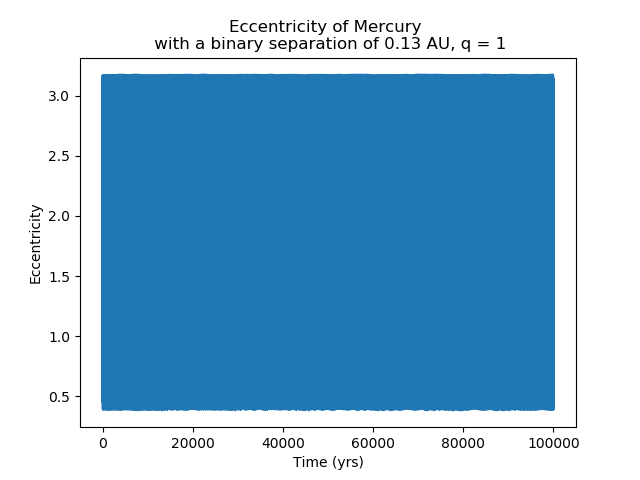 Eccentricity of Mercury
with a binary separation of 0.13 AU, q = 1
Eccentricity
3.0
2.5
2.0
1.5
1.0
0.5
0 20000 40000 60000 80000 100000
Time (yrs)